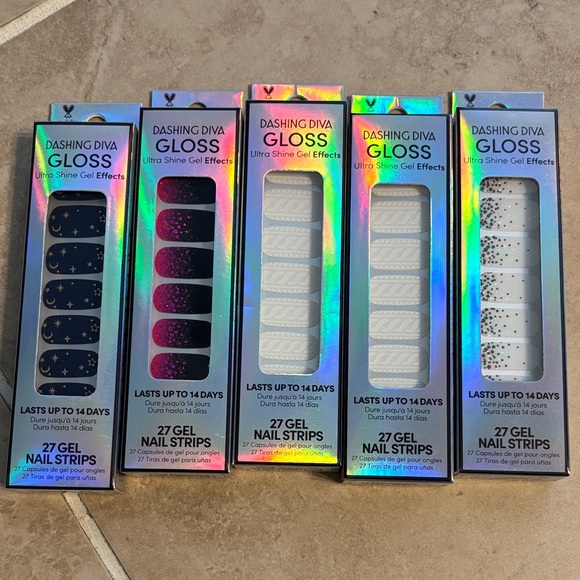 DASHING DIVA
GLOSS
Ultra Shine Gel Effects
LASTS UP TO 14 DAYS
Dure jusqu'à 14 jours
Dura hasta 14 días
27 GEL
NAIL STRIPS
27 Capsules de gel pour ongles
27 Tiras de gel para uñas
DASHING DIVA
GLOSS
Ultra Shine Gel Effects
LASTS UP TO 14 DAYS
Dure jusqu'à 14 jours
Dura hasta 14 días
27 GEL
NAIL STRIPS
27 Capsules de gel pour ongles
27 Tiras de gel para uñas
DASHING DIVA
GLOSS
Ultra Shine Gel Effects
LASTS UP TO 14 DAYS
Dure jusqu'à 14 jours
Dura hasta 14 días
27 GEL
NAIL STRIPS
27 Capsules de gel pour ongles
27 Tiras de gel para uñas
DASHING DIVA
GLOSS
Ultra Shine Gel Effects
LASTS UP TO 14 DAYS
Dure jusqu'à 14 jours
Dura hasta 14 días
27 GEL
NAIL STRIPS
27 Capsules de gel pour ongles
27 Tiras de gel para uñas
DASHING DIVA
GLOSS
Ultra Shine Gel Effects
LASTS UP TO 14 DAYS
Dure jusqu'à 14 jours
Dura hasta 14 días
27 GEL
NAIL STRIPS
27 Capsules de gel pour ongles
27 Tiras de gel para uñas